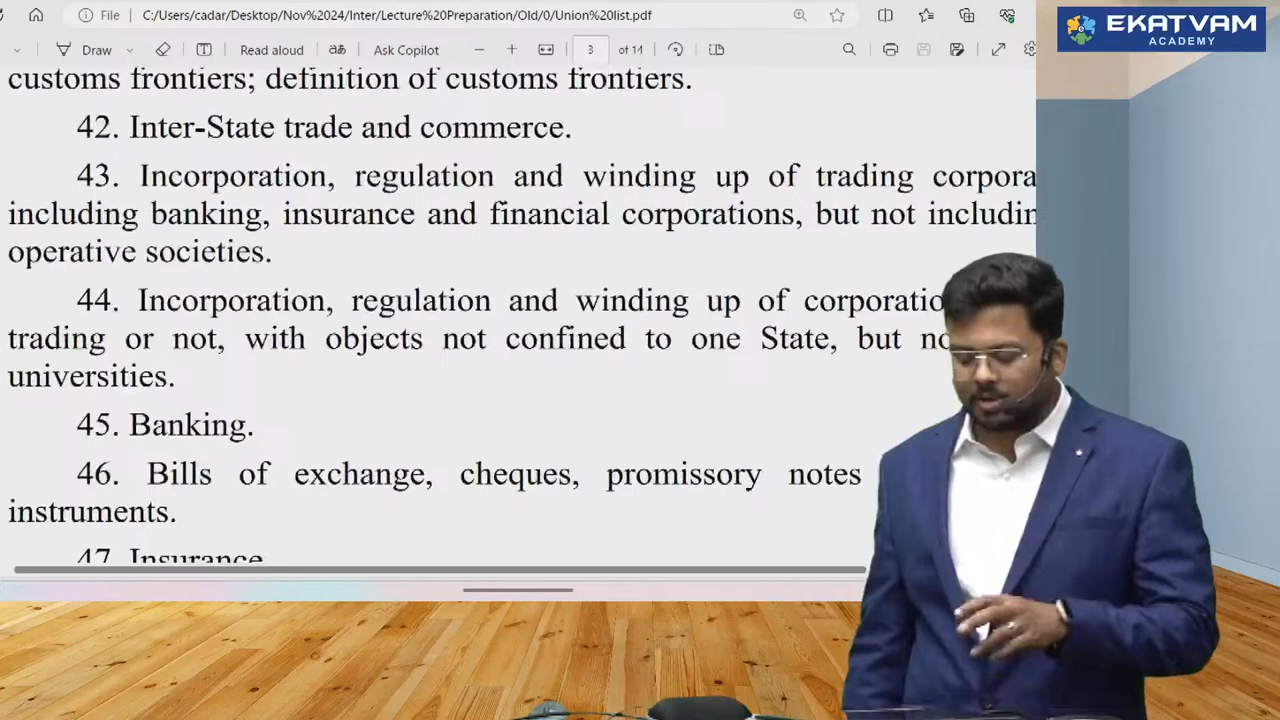 File
C:/Users/cadar/Desktop/Nov%2024/Inter/Lecture%20Preparation/Old/0/Union%20list.pdf
EKATVAM
ACADEMY
Draw
Read aloud
Ask Copilot
3
of 14
customs frontiers; definition of customs frontiers.
42. Inter-State trade and commerce.
43. Incorporation, regulation and winding up of trading corpora
including banking, insurance and financial corporations, but not includin
operative societies.
44. Incorporation, regulation and winding up of corporatio
trading or not, with objects not confined to one State, but no
universities.
45. Banking.
46. Bills of exchange, cheques, promissory notes
instruments.
47. Insurance